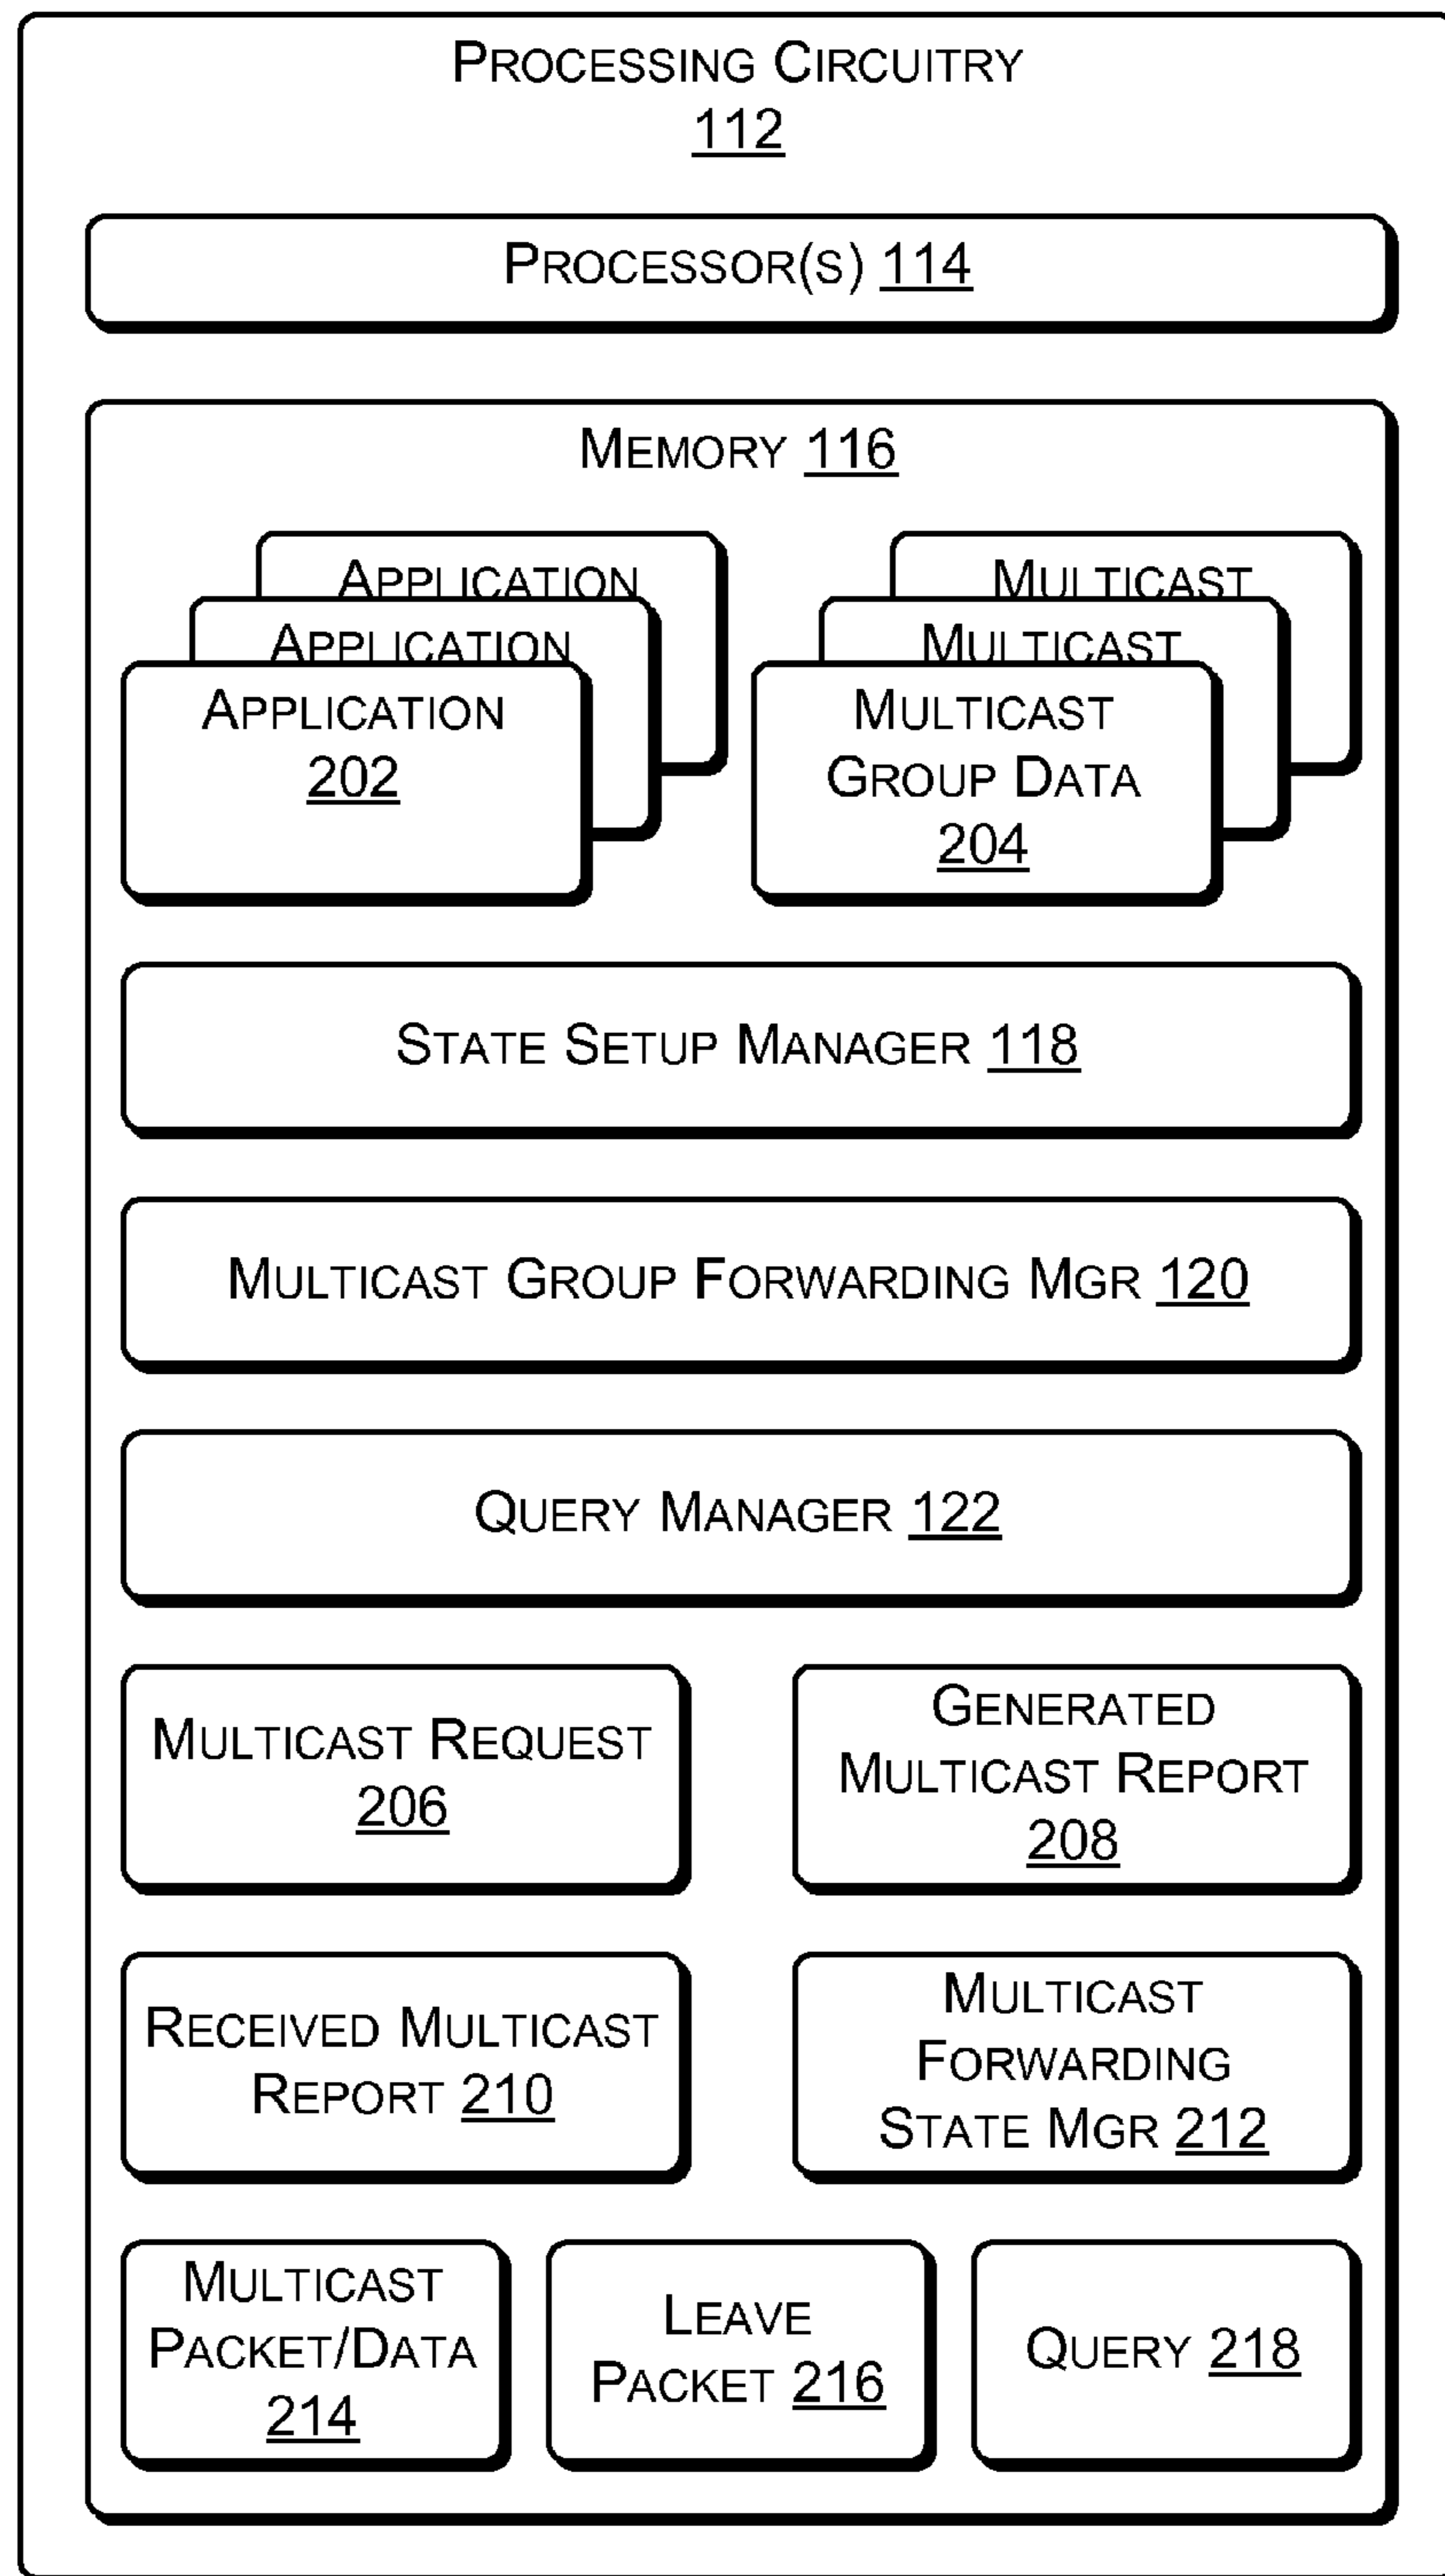 PROCESSING CIRCUITRY
112
PROCESSOR(S) 114
MEMORY 116
APPLICATION
MULTICAST
APPLICATION
MULTICAST
APPLICATION
202
MULTICAST
GROUP DATA
204
STATE SETUP MANAGER 118
MULTICAST GROUP FORWARDING MGR 120
QUERY MANAGER 122
MULTICAST REQUEST
206
GENERATED
MULTICAST REPORT
208
RECEIVED MULTICAST
REPORT 210
MULTICAST
FORWARDING
STATE MGR 212
MULTICAST
PACKET/DATA
214
LEAVE
PACKET 216
QUERY 218